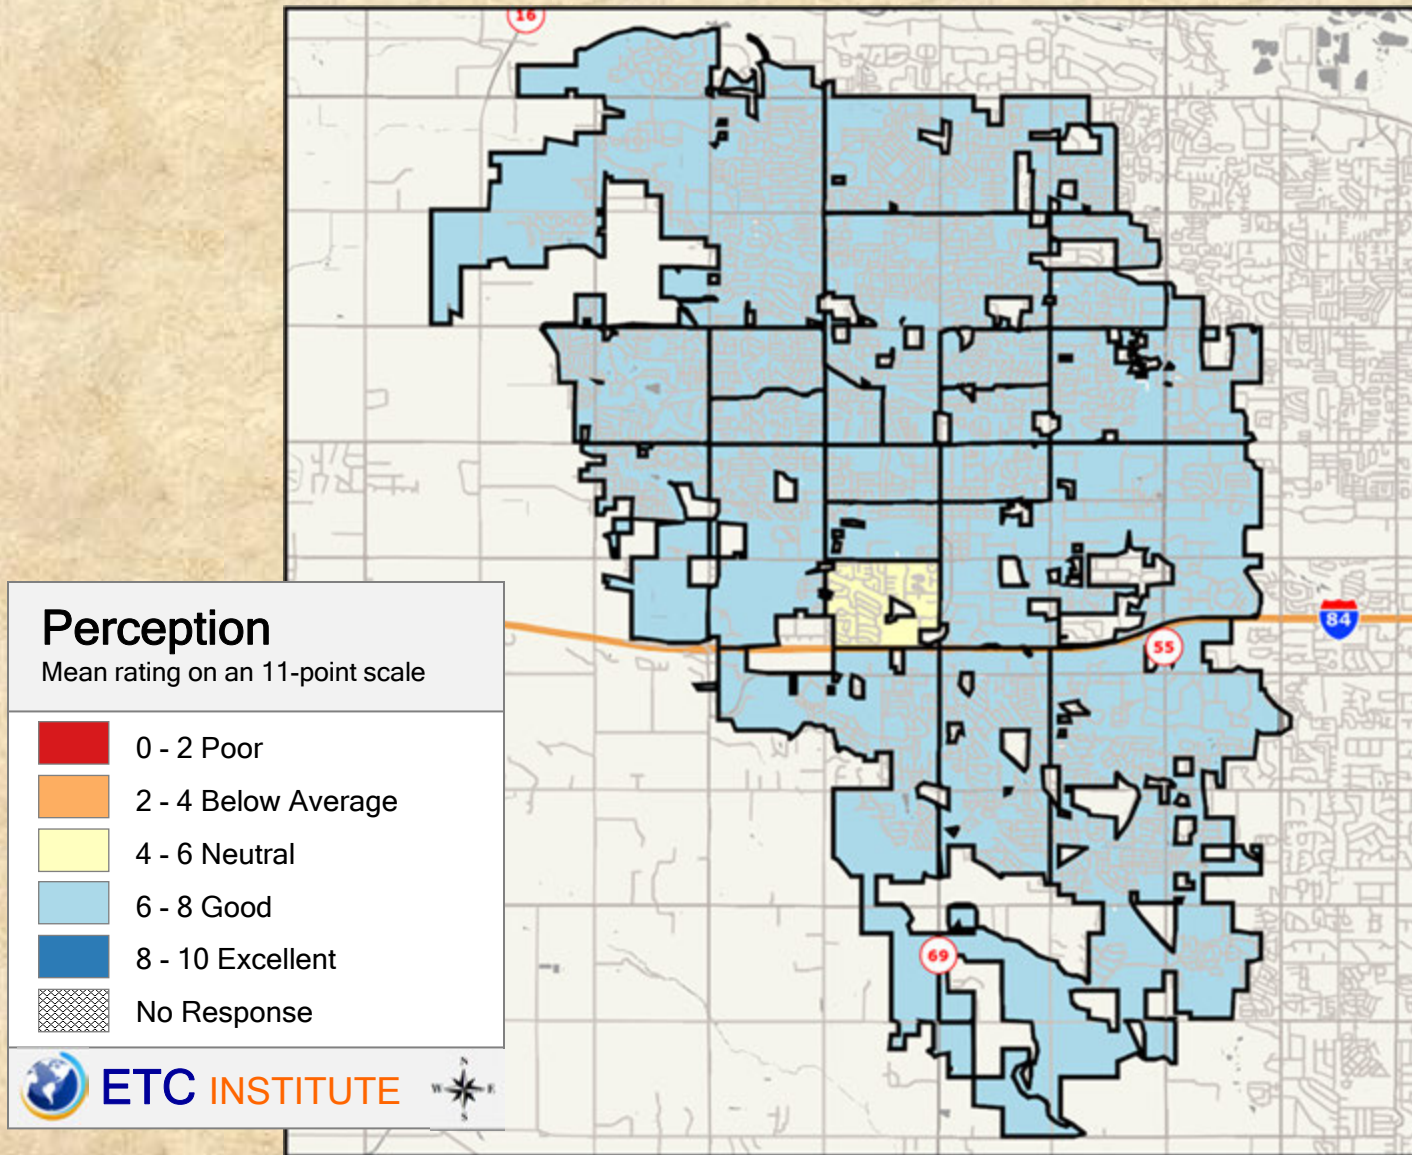 16
84
55
69
Perception
Mean rating on an 11-point scale
0 - 2 Poor
2 - 4 Below Average
4 - 6 Neutral
6 - 8 Good
8 - 10 Excellent
No Response
ETC INSTITUTE
N
W E
S